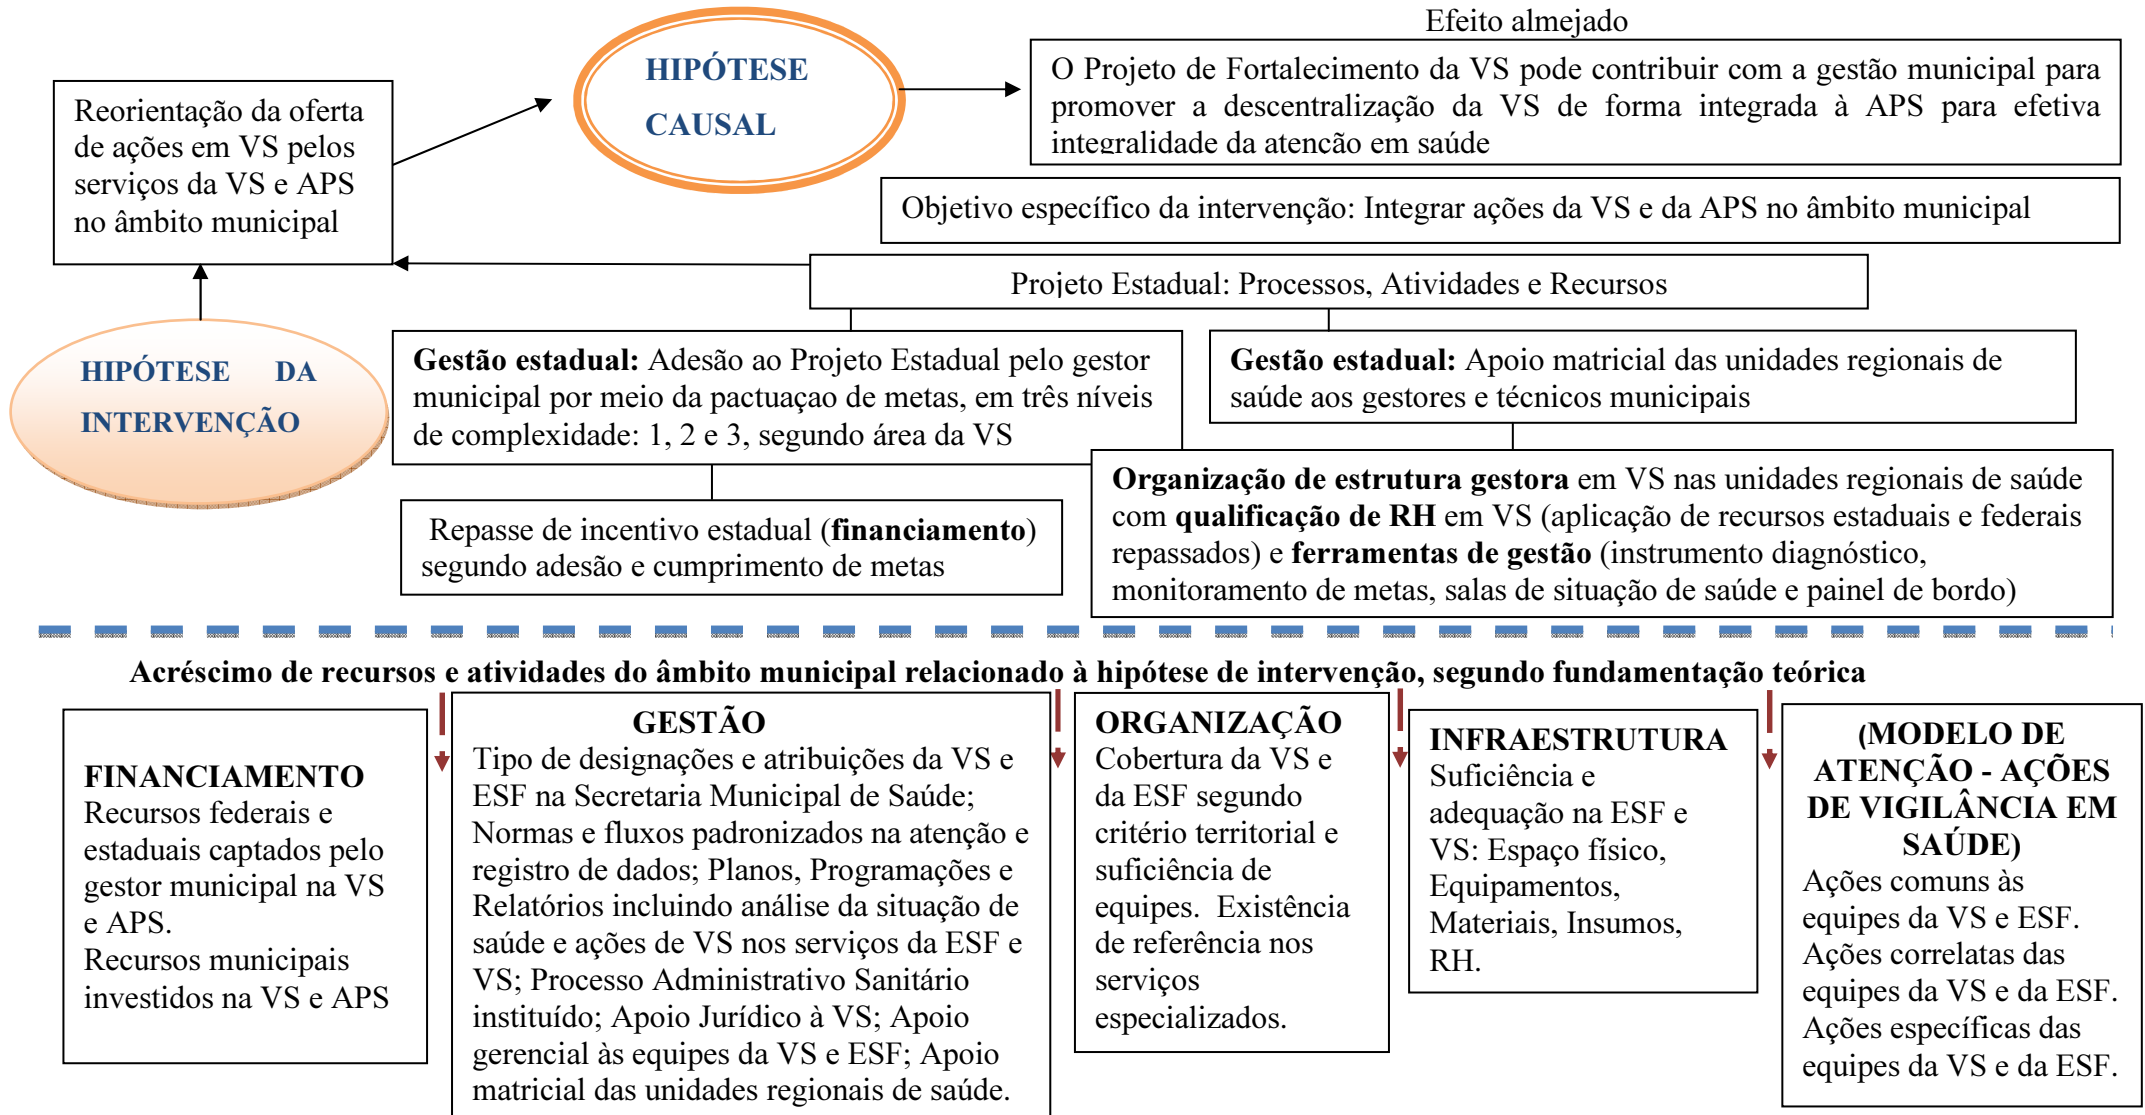 Efeito almejado
HIPÓTESE
CAUSAL
O Projeto de Fortalecimento da VS pode contribuir com a gestão municipal para
promover a descentralização da VS de forma integrada à APS para efetiva
integralidade da atenção em saúde
Reorientação da oferta
de ações em VS pelos
serviços da VS e APS
no âmbito municipal
Objetivo específico da intervenção: Integrar ações da VS e da APS no âmbito municipal
Projeto Estadual: Processos, Atividades e Recursos
HIPÓTESE DA
INTERVENÇÃO
Gestão estadual: Adesão ao Projeto Estadual pelo gestor
municipal por meio da pactuaçao de metas, em três níveis
de complexidade: 1, 2 e 3, segundo área da VS
Gestão estadual: Apoio matricial das unidades regionais de
saúde aos gestores e técnicos municipais
Repasse de incentivo estadual (financiamento)
segundo adesão e cumprimento de metas
Organização de estrutura gestora em VS nas unidades regionais de saúde
com qualificação de RH em VS (aplicação de recursos estaduais e federais
repassados) e ferramentas de gestão (instrumento diagnóstico,
monitoramento de metas, salas de situação de saúde e painel de bordo)
Acréscimo de recursos e atividades do âmbito municipal relacionado à hipótese de intervenção, segundo fundamentação teórica
FINANCIAMENTO
Recursos federais e
estaduais captados pelo
gestor municipal na VS
e APS.
Recursos municipais
investidos na VS e APS
GESTÃO
Tipo de designações e atribuições da VS e
ESF na Secretaria Municipal de Saúde;
Normas e fluxos padronizados na atenção e
registro de dados; Planos, Programações e
Relatórios incluindo análise da situação de
saúde e ações de VS nos serviços da ESF e
VS; Processo Administrativo Sanitário
instituído; Apoio Jurídico à VS; Apoio
gerencial às equipes da VS e ESF; Apoio
matricial das unidades regionais de saúde.
ORGANIZAÇÃO
Cobertura da VS e
da ESF segundo
critério territorial e
suficiência de
equipes. Existência
de referência nos
serviços
especializados.
INFRAESTRUTURA
Suficiência e
adequação na ESF e
VS: Espaço físico,
Equipamentos,
Materiais, Insumos,
RH.
(MODELO DE
ATENÇÃO - AÇÕES
DE VIGILÂNCIA EM
SAÚDE)
Ações comuns às
equipes da VS e ESF.
Ações correlatas das
equipes da VS e da ESF.
Ações específicas das
equipes da VS e da ESF.